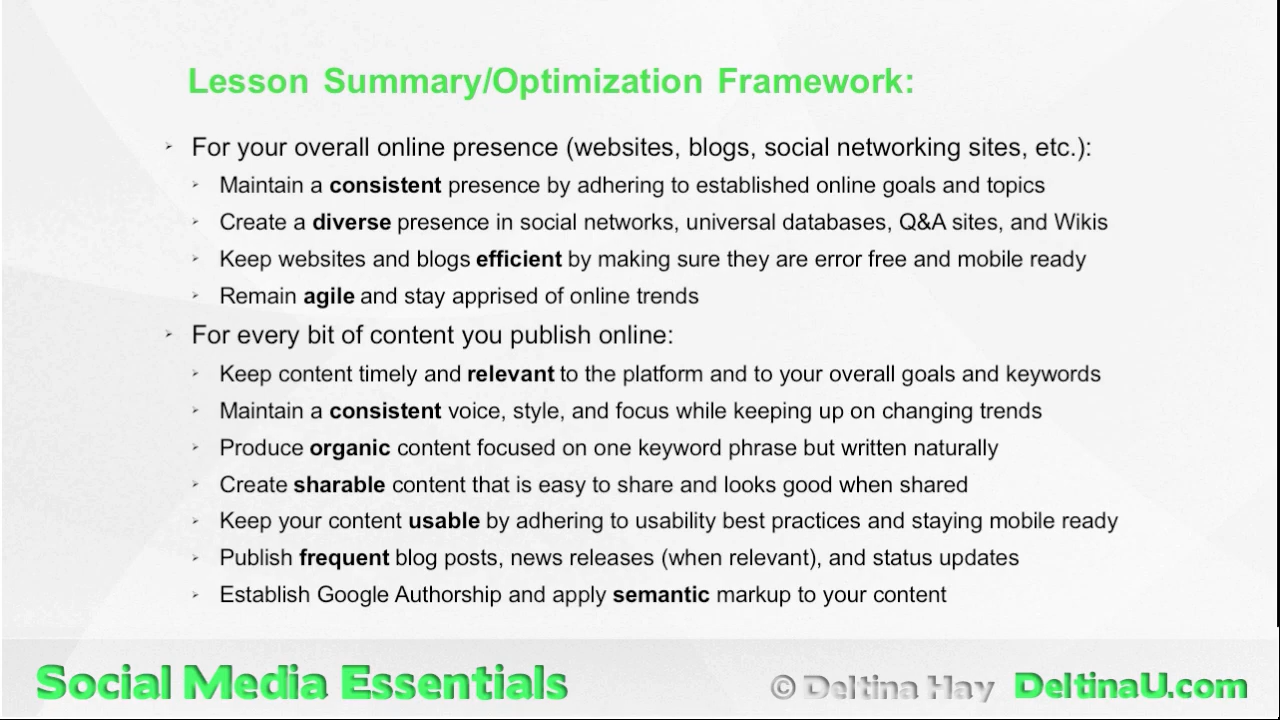 Lesson Summary/Optimization Framework:
For your overall online presence (websites, blogs, social networking sites, etc.):
Maintain a consistent presence by adhering to established online goals and topics
Create a diverse presence in social networks, universal databases, Q&A sites, and Wikis
Keep websites and blogs efficient by making sure they are error free and mobile ready
Remain agile and stay apprised of online trends
For every bit of content you publish online:
Keep content timely and relevant to the platform and to your overall goals and keywords
Maintain a consistent voice, style, and focus while keeping up on changing trends
Produce organic content focused on one keyword phrase but written naturally
Create sharable content that is easy to share and looks good when shared
Keep your content usable by adhering to usability best practices and staying mobile ready
Publish frequent blog posts, news releases (when relevant), and status updates
Establish Google Authorship and apply semantic markup to your content
Social Media Essentials
© Deltina Hay DeltinaU.com